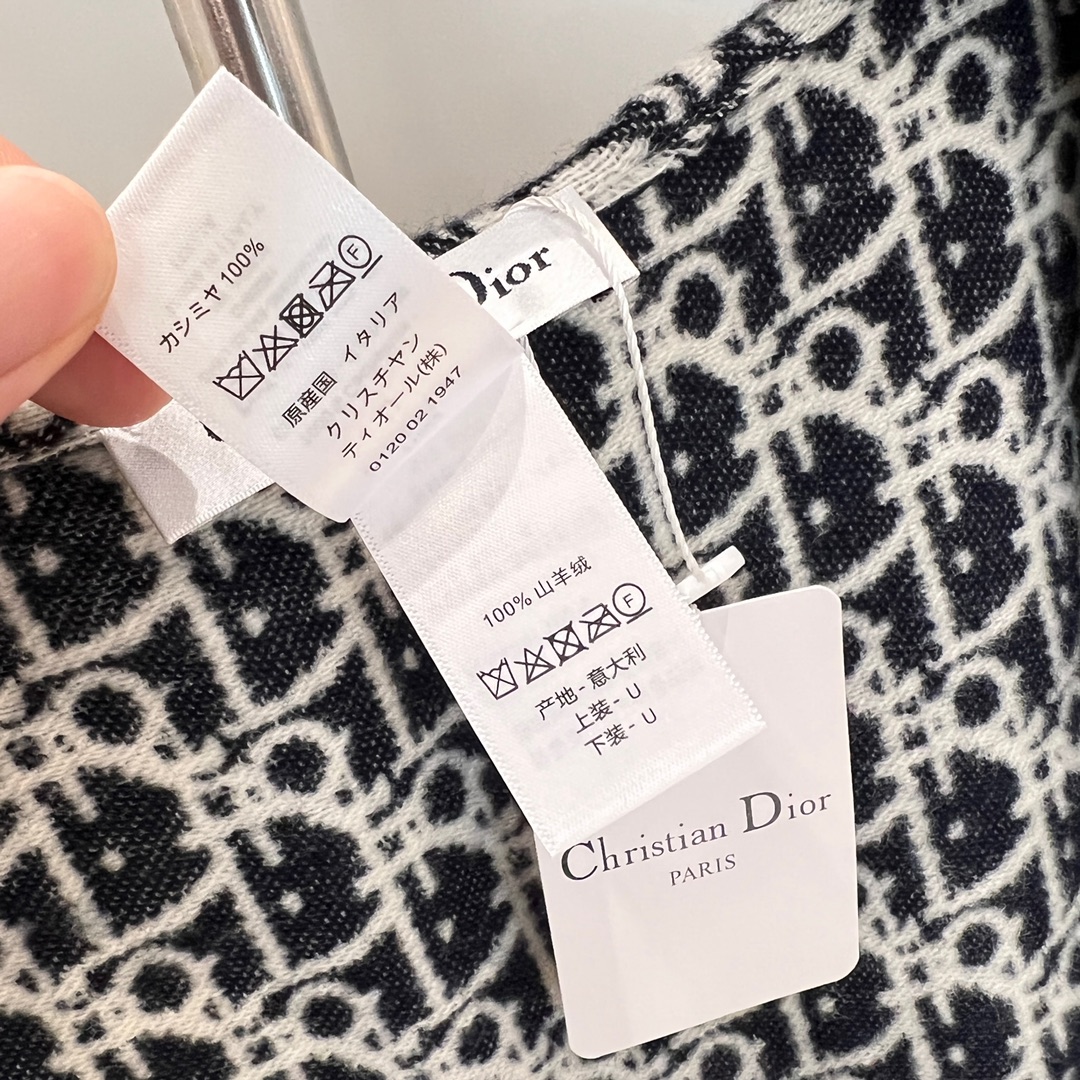 カシミヤ 100%
F
原産国 イタリア
クリスチャン
ディオール(株)
0120 02 1947
Dior
100% 山羊绒
F
产地 - 意大利
上装 - U
下装 - U
Christian Dior
PARIS